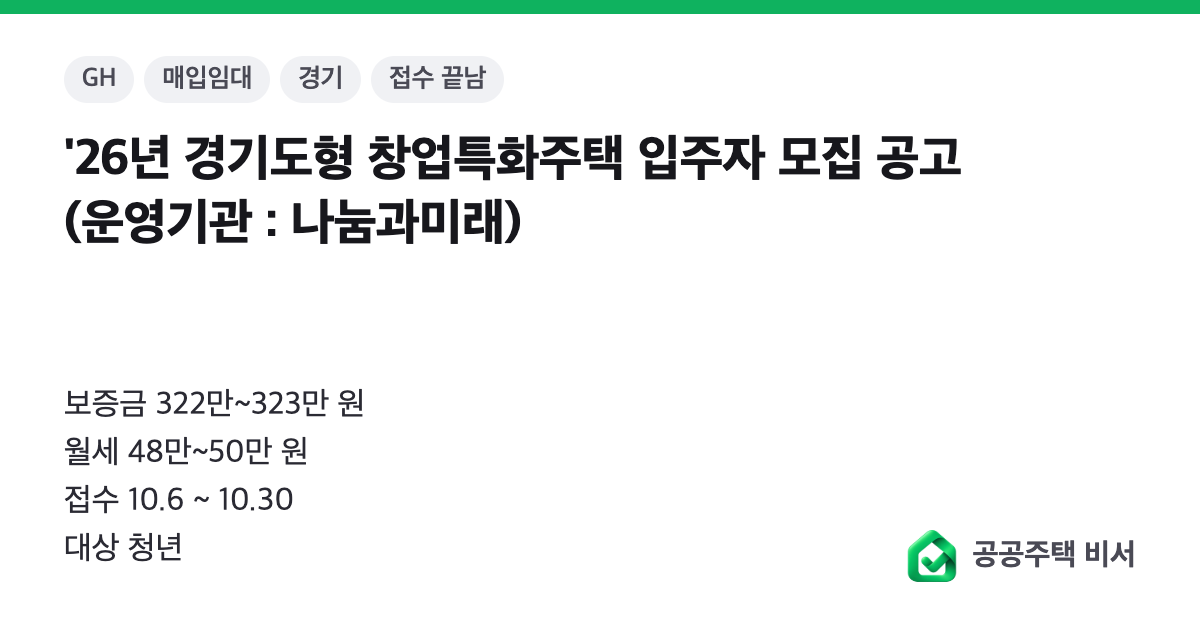 GH 매입임대 경기 접수 끝남
'26년 경기도형 창업특화주택 입주자 모집 공고
(운영기관 : 나눔과미래)
보증금 322만~323만 원
월세 48만~50만 원
접수 10.6 ~ 10.30
대상 청년
공공주택 비서